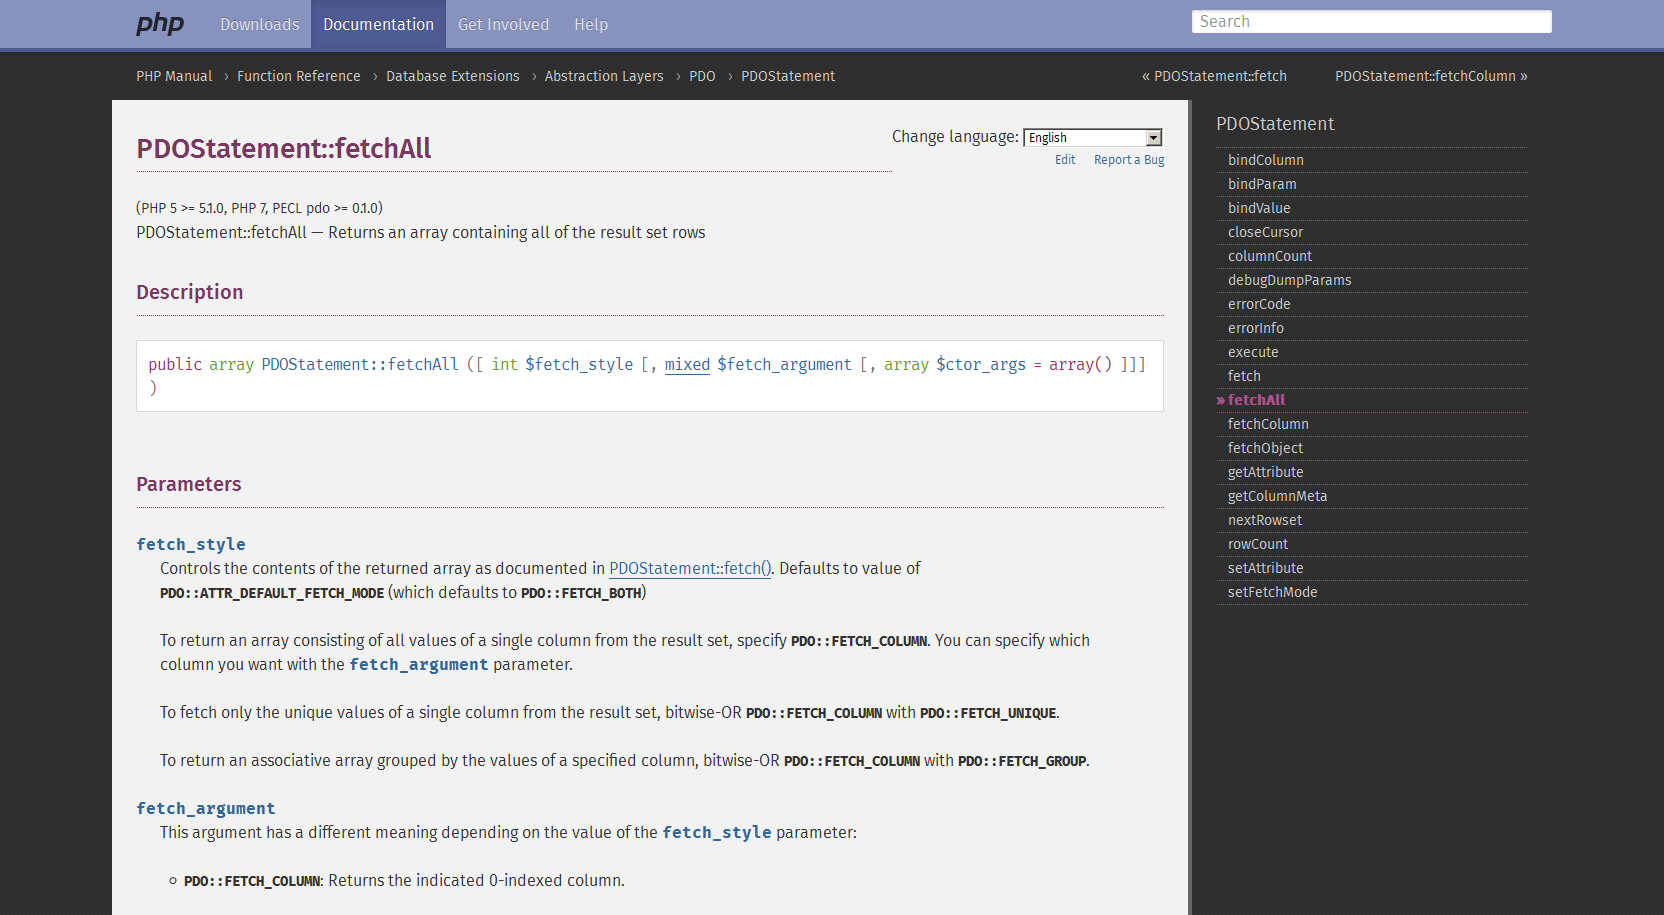 php Downloads Documentation Get Involved Help Search
PHP Manual › Function Reference › Database Extensions › Abstraction Layers › PDO › PDOStatement « PDOStatement::fetch PDOStatement::fetchColumn »
PDOStatement::fetchAll
Change language: English
Edit Report a Bug
(PHP 5 >= 5.1.0, PHP 7, PECL pdo >= 0.1.0)
PDOStatement::fetchAll — Returns an array containing all of the result set rows
Description
public array PDOStatement::fetchAll ([ int $fetch_style [, mixed $fetch_argument [, array $ctor_args = array() ]]]
)
Parameters
fetch_style
Controls the contents of the returned array as documented in PDOStatement::fetch(). Defaults to value of
PDO::ATTR_DEFAULT_FETCH_MODE (which defaults to PDO::FETCH_BOTH)
To return an array consisting of all values of a single column from the result set, specify PDO::FETCH_COLUMN. You can specify which
column you want with the fetch_argument parameter.
To fetch only the unique values of a single column from the result set, bitwise-OR PDO::FETCH_COLUMN with PDO::FETCH_UNIQUE.
To return an associative array grouped by the values of a specified column, bitwise-OR PDO::FETCH_COLUMN with PDO::FETCH_GROUP.
fetch_argument
This argument has a different meaning depending on the value of the fetch_style parameter:
PDO::FETCH_COLUMN: Returns the indicated 0-indexed column.
PDOStatement
bindColumn
bindParam
bindValue
closeCursor
columnCount
debugDumpParams
errorCode
errorInfo
execute
fetch
» fetchAll
fetchColumn
fetchObject
getAttribute
getColumnMeta
nextRowset
rowCount
setAttribute
setFetchMode